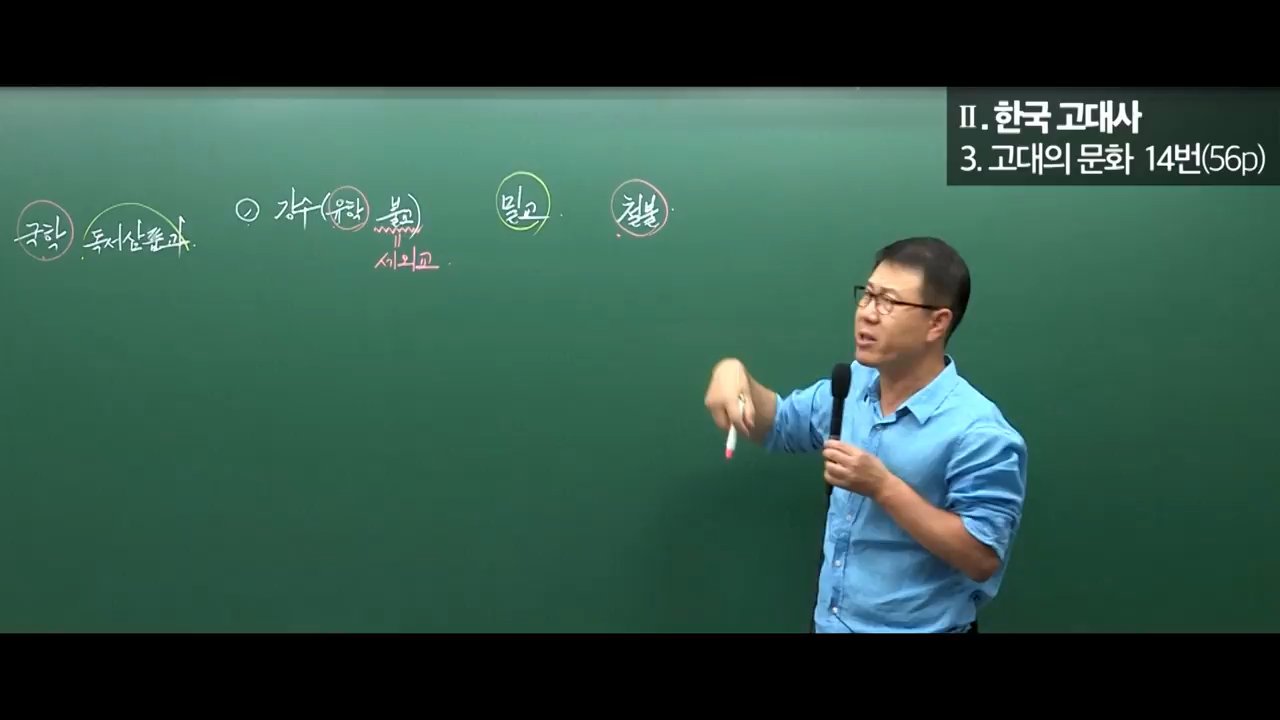 Ⅱ. 한국 고대사
3. 고대의 문화 14번(56p)
국학 독서삼품과.
② 강수(유학 불교) 밀교. 철불.
세외교.